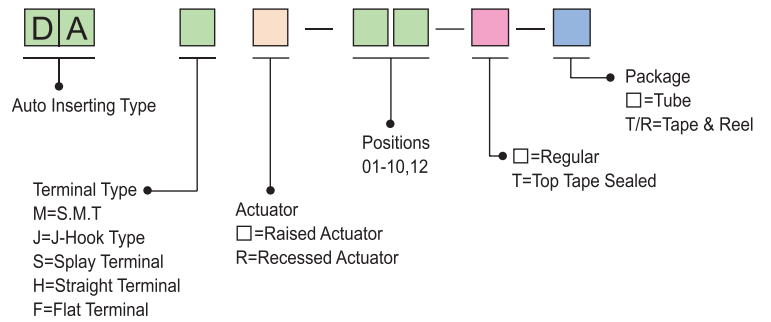 DA
Auto Inserting Type
Terminal Type
M=S.M.T
J=J-Hook Type
S=Splay Terminal
H=Straight Terminal
F=Flat Terminal
Actuator
□=Raised Actuator
R=Recessed Actuator
Positions
01-10,12
□=Regular
T=Top Tape Sealed
Package
□=Tube
T/R=Tape & Reel